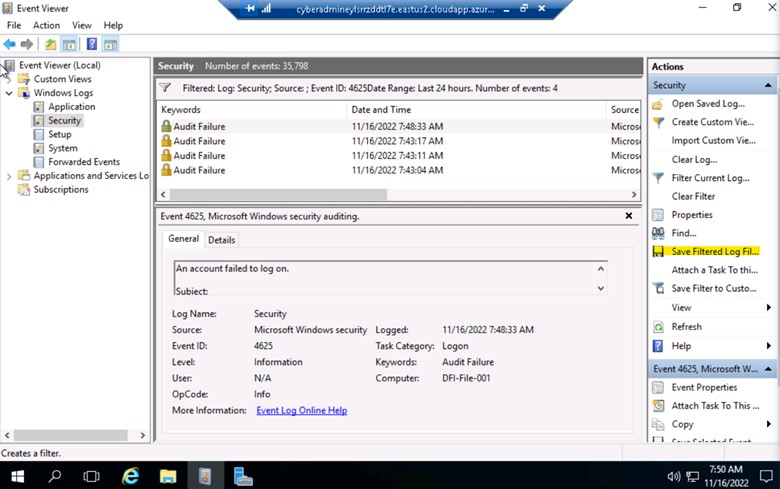 Event Viewer
cyberadmineylsrrzddtl7e.eastus2.cloudapp.azur...
File Action View Help
Event Viewer (Local)
Custom Views
Windows Logs
Application
Security
Setup
System
Forwarded Events
Applications and Services Lo
Subscriptions
Security Number of events: 35,798
Filtered: Log: Security; Source: ; Event ID: 4625Date Range: Last 24 hours. Number of events: 4
Keywords Date and Time Source
Audit Failure 11/16/2022 7:48:33 AM Microsc
Audit Failure 11/16/2022 7:43:17 AM Microsc
Audit Failure 11/16/2022 7:43:11 AM Microsc
Audit Failure 11/16/2022 7:43:04 AM Microsc
Event 4625, Microsoft Windows security auditing.
General Details
An account failed to log on.
Subject:
Log Name: Security
Source: Microsoft Windows security Logged: 11/16/2022 7:48:33 AM
Event ID: 4625 Task Category: Logon
Level: Information Keywords: Audit Failure
User: N/A Computer: DFI-File-001
OpCode: Info
More Information: Event Log Online Help
Actions
Security
Open Saved Log...
Create Custom Vie...
Import Custom Vie...
Clear Log...
Filter Current Log...
Clear Filter
Properties
Find...
Save Filtered Log Fil...
Attach a Task To thi...
Save Filter to Custo...
View
Refresh
Help
Event 4625, Microsoft W...
Event Properties
Attach Task To This ...
Copy
Save Selected Event
Creates a filter.
7:50 AM
11/16/2022